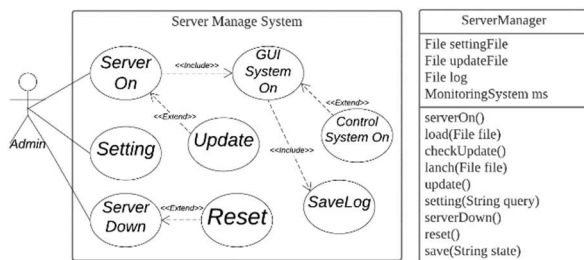 Server Manage System
Server
On
<<Include>>
GUI
System
On
<<Extend>>
Update
<<Extend>>
Control
System On
Admin
Setting
<<Include>>
SaveLog
Server
Down
<<Extend>>
Reset
ServerManager
File settingFile
File updateFile
File log
MonitoringSystem ms
serverOn()
load(File file)
checkUpdate()
lanch(File file)
update()
setting(String query)
serverDown()
reset()
save(String state)